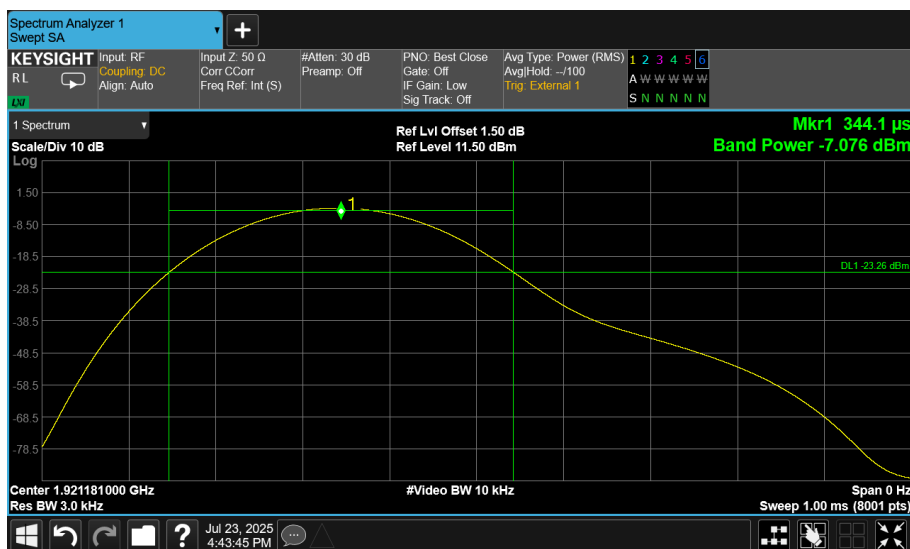 Spectrum Analyzer 1
Swept SA
+
KEYSIGHT
RL
LXI
Input: RF
Coupling: DC
Align: Auto
Input Z: 50 Ω
Corr CCorr
Freq Ref: Int (S)
#Atten: 30 dB
Preamp: Off
PNO: Best Close
Gate: Off
IF Gain: Low
Sig Track: Off
Avg Type: Power (RMS)
Avg|Hold: --/100
Trig: External 1
1 2 3 4 5 6
A W W W W W
S N N N N N
1 Spectrum
Scale/Div 10 dB
Log
Ref Lvl Offset 1.50 dB
Ref Level 11.50 dBm
Mkr1 344.1 µs
Band Power -7.076 dBm
1.50
-8.50
-18.5
-28.5
-38.5
-48.5
-58.5
-68.5
-78.5
1
DL1 -23.26 dBm
Center 1.921181000 GHz
Res BW 3.0 kHz
#Video BW 10 kHz
Span 0 Hz
Sweep 1.00 ms (8001 pts)
?
Jul 23, 2025
4:43:45 PM